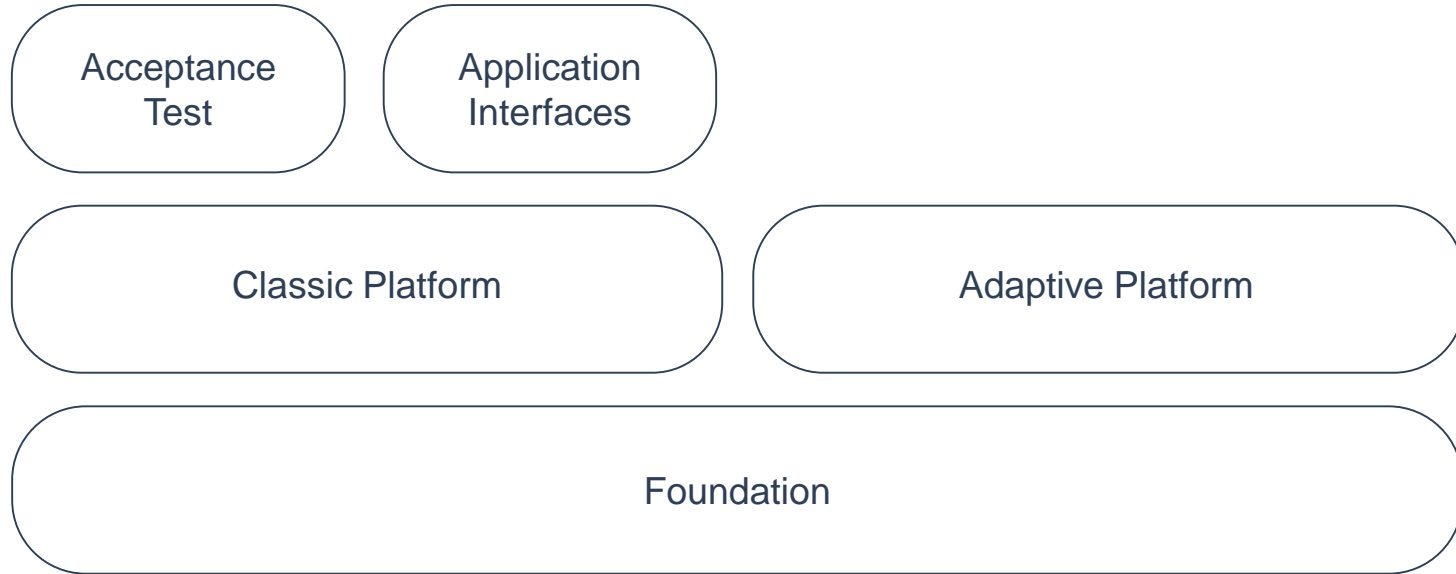 Acceptance
Test
Application
Interfaces
Classic Platform
Adaptive Platform
Foundation